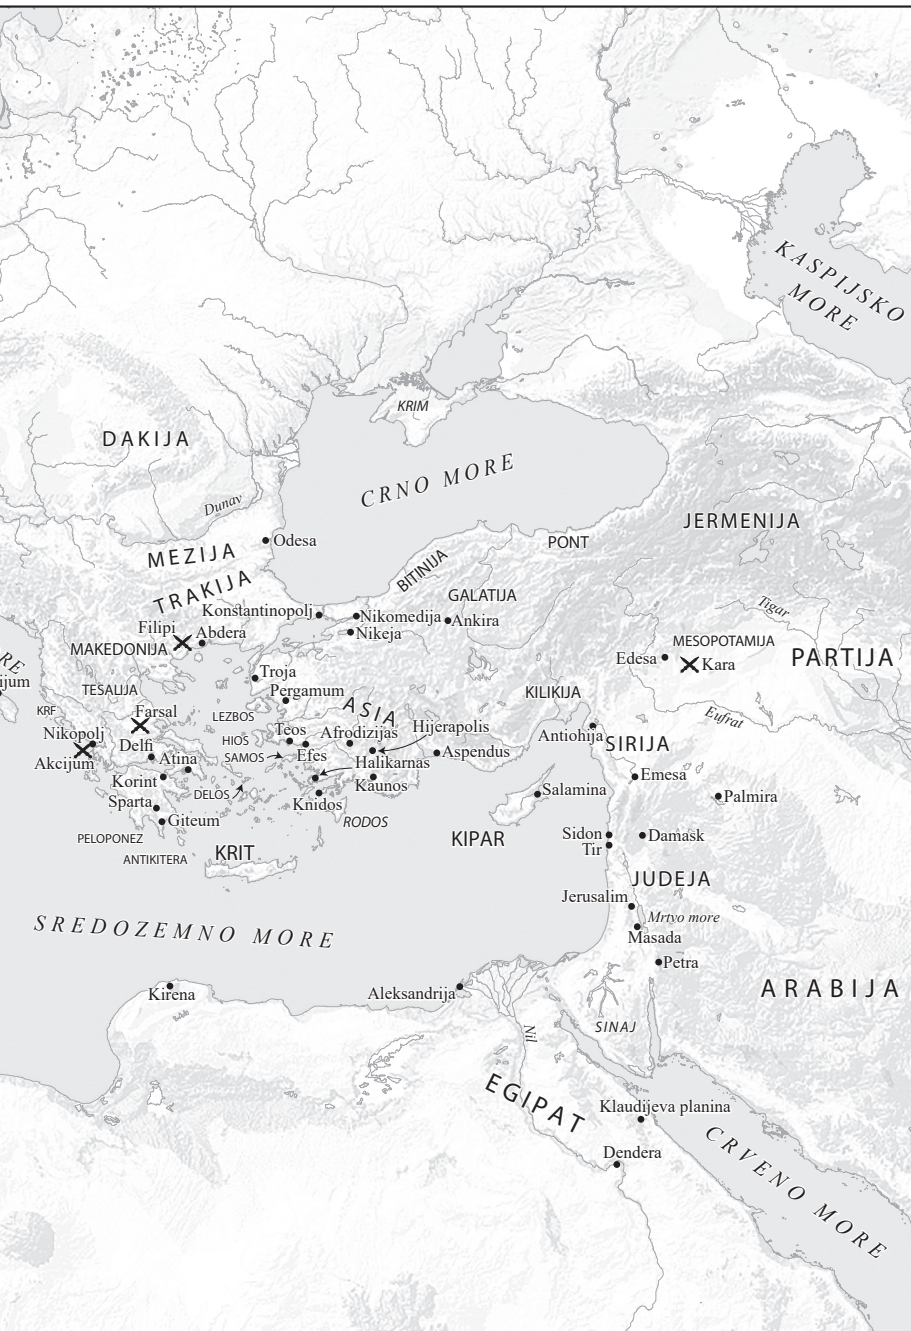 KASPIJSKO
MORE
KRIM
DAKIJA
CRNO MORE
Dunav
JERMENIJA
Odesa
PONT
MEZIJA
BITINIJA
TRAKIJA
GALATIJA
Konstantinopolj
Nikomedija
Ankira
Tigar
Filipi
Abdera
Nikeja
MAKEDONIJA
MESOPOTAMIJA
PARTIJA
RE
ijum
Edesa
Kara
Troja
TESALIJA
Pergamum
KILIKIJA
KRF
Farsal
LEZBOS
ASIA
Eufrat
Nikopolj
HIOS
Teos
Afrodizijas
Hijerapolis
Antiohija
SIRIJA
Akcijum
Delfi
Atina
SAMOS
Efes
Halikarnas
Aspendus
Korint
DELOS
Kaunos
Emesa
Sparta
Knidos
Salamina
Palmira
Giteum
RODOS
PELOPONEZ
KIPAR
Sidon
Damask
ANTIKITERA
KRIT
Tir
JUDEJA
Jerusalim
Mrtvo more
SREDOZEMNO MORE
Masada
Petra
Kirena
Aleksandrija
ARABIJA
Nil
SINAJ
EGIPAT
Klaudijeva planina
Dendera
CRVENO MORE